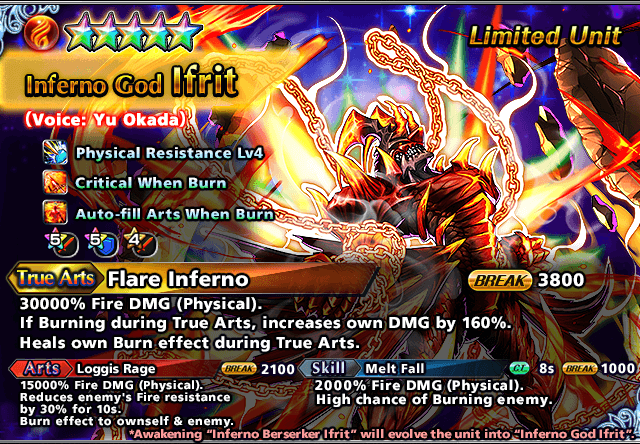 Limited Unit
Inferno God Ifrit
(Voice: Yu Okada)
Physical Resistance Lv4
Critical When Burn
Auto-fill Arts When Burn
5 5 4
True Arts Flare Inferno BREAK 3800
30000% Fire DMG (Physical).
If Burning during True Arts, increases own DMG by 160%.
Heals own Burn effect during True Arts.
Arts Loggis Rage BREAK 2100
15000% Fire DMG (Physical).
Reduces enemy's Fire resistance
by 30% for 10s.
Burn effect to ownself & enemy.
Skill Melt Fall CT 8s BREAK 1000
2000% Fire DMG (Physical).
High chance of Burning enemy.
*Awakening "Inferno Berserker Ifrit" will evolve the unit into "Inferno God Ifrit".